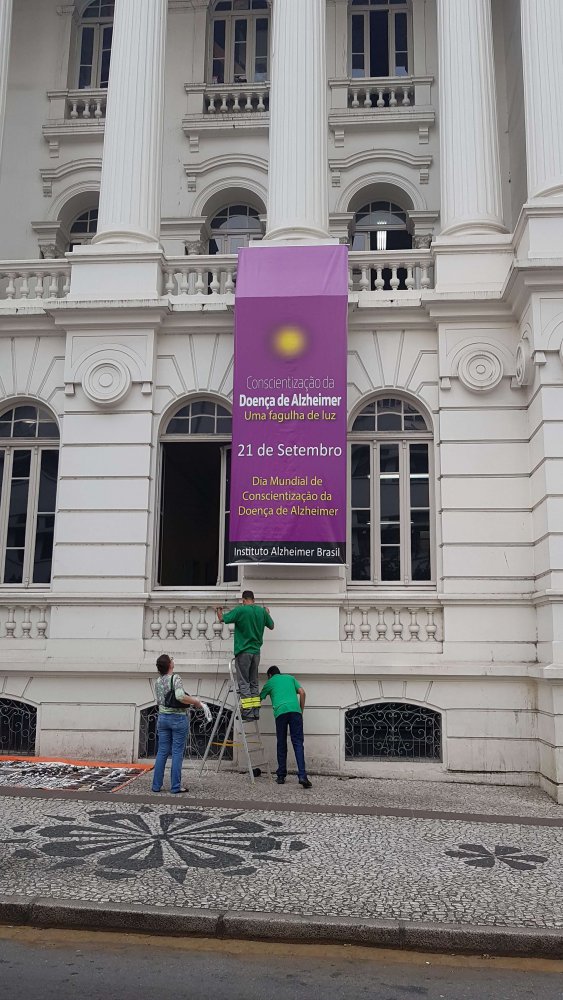 Conscientização da
Doença de Alzheimer
Uma fagulha de luz
21 de Setembro
Dia Mundial de
Conscientização da
Doença de Alzheimer
Instituto Alzheimer Brasil